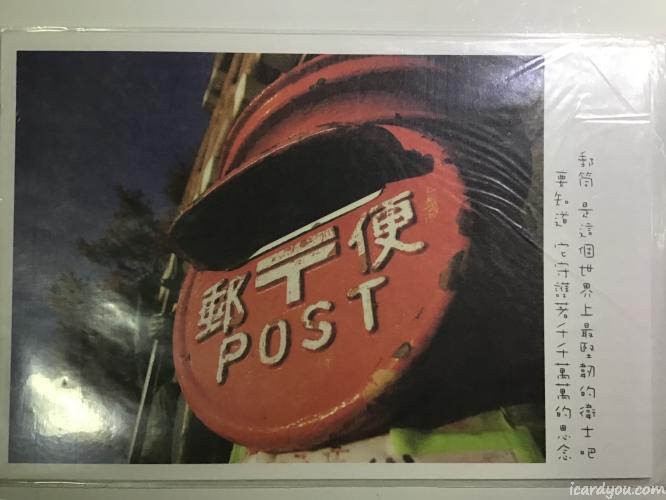 郵〒便
POST
郵筒 是這個世界上最堅韌的衛士吧
要知道 它守護著千千萬萬的思念
icardyou.com